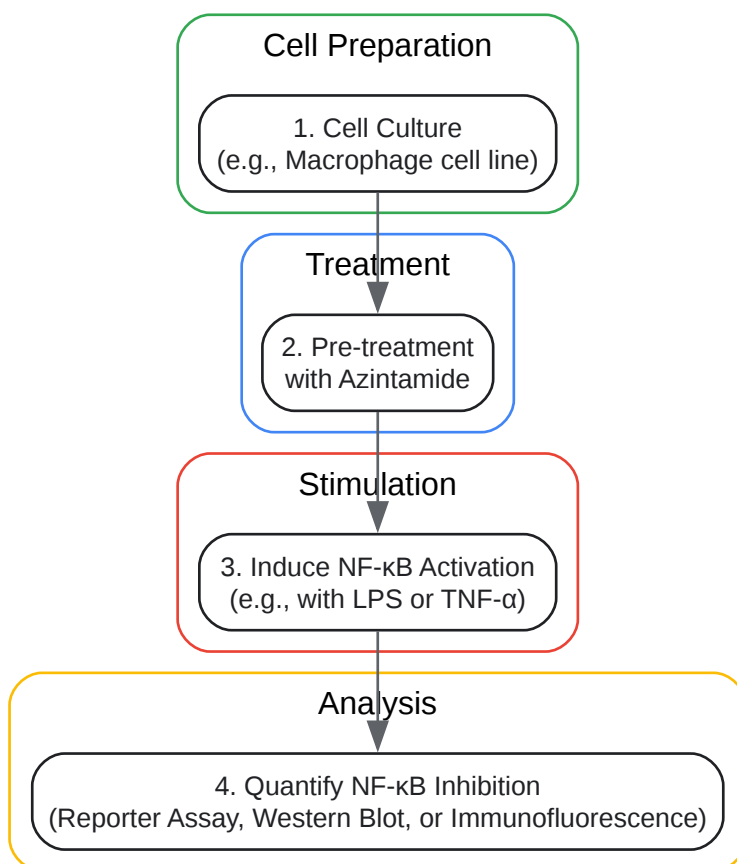 Cell Preparation
1. Cell Culture
(e.g., Macrophage cell line)
Treatment
2. Pre-treatment
with Azintamide
Stimulation
3. Induce NF-κB Activation
(e.g., with LPS or TNF-α)
Analysis
4. Quantify NF-κB Inhibition
(Reporter Assay, Western Blot, or Immunofluorescence)